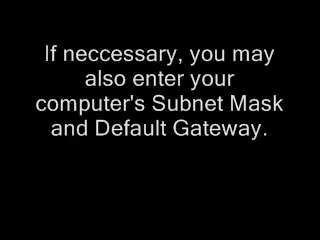 If neccessary, you may
also enter your
computer's Subnet Mask
and Default Gateway.